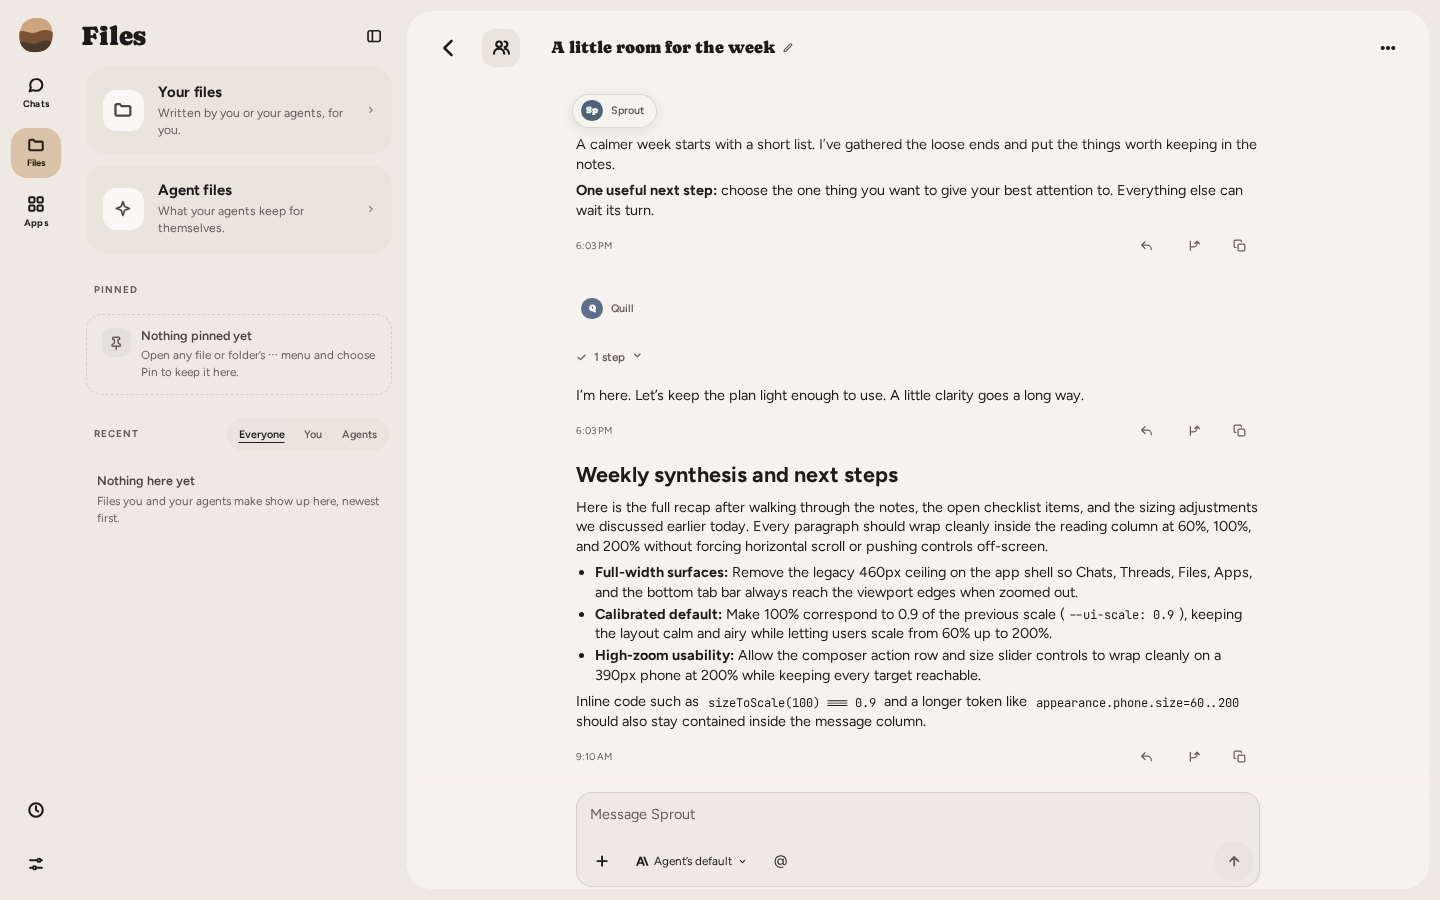 Files
Chats
Files
Apps
Your files
Written by you or your agents, for
you.
Agent files
What your agents keep for
themselves.
PINNED
Nothing pinned yet
Open any file or folder's ··· menu and choose
Pin to keep it here.
RECENT
Everyone
You
Agents
Nothing here yet
Files you and your agents make show up here, newest
first.
A little room for the week
Sp
Sprout
A calmer week starts with a short list. I've gathered the loose ends and put the things worth keeping in the
notes.
One useful next step: choose the one thing you want to give your best attention to. Everything else can
wait its turn.
6:03 PM
Q
Quill
1 step
I'm here. Let's keep the plan light enough to use. A little clarity goes a long way.
6:03 PM
Weekly synthesis and next steps
Here is the full recap after walking through the notes, the open checklist items, and the sizing adjustments
we discussed earlier today. Every paragraph should wrap cleanly inside the reading column at 60%, 100%,
and 200% without forcing horizontal scroll or pushing controls off-screen.
• Full-width surfaces: Remove the legacy 460px ceiling on the app shell so Chats, Threads, Files, Apps,
and the bottom tab bar always reach the viewport edges when zoomed out.
• Calibrated default: Make 100% correspond to 0.9 of the previous scale ( --ui-scale: 0.9 ), keeping
the layout calm and airy while letting users scale from 60% up to 200%.
• High-zoom usability: Allow the composer action row and size slider controls to wrap cleanly on a
390px phone at 200% while keeping every target reachable.
Inline code such as sizeToScale(100) === 0.9 and a longer token like appearance.phone.size=60..200
should also stay contained inside the message column.
9:10 AM
Message Sprout
Agent's default
@